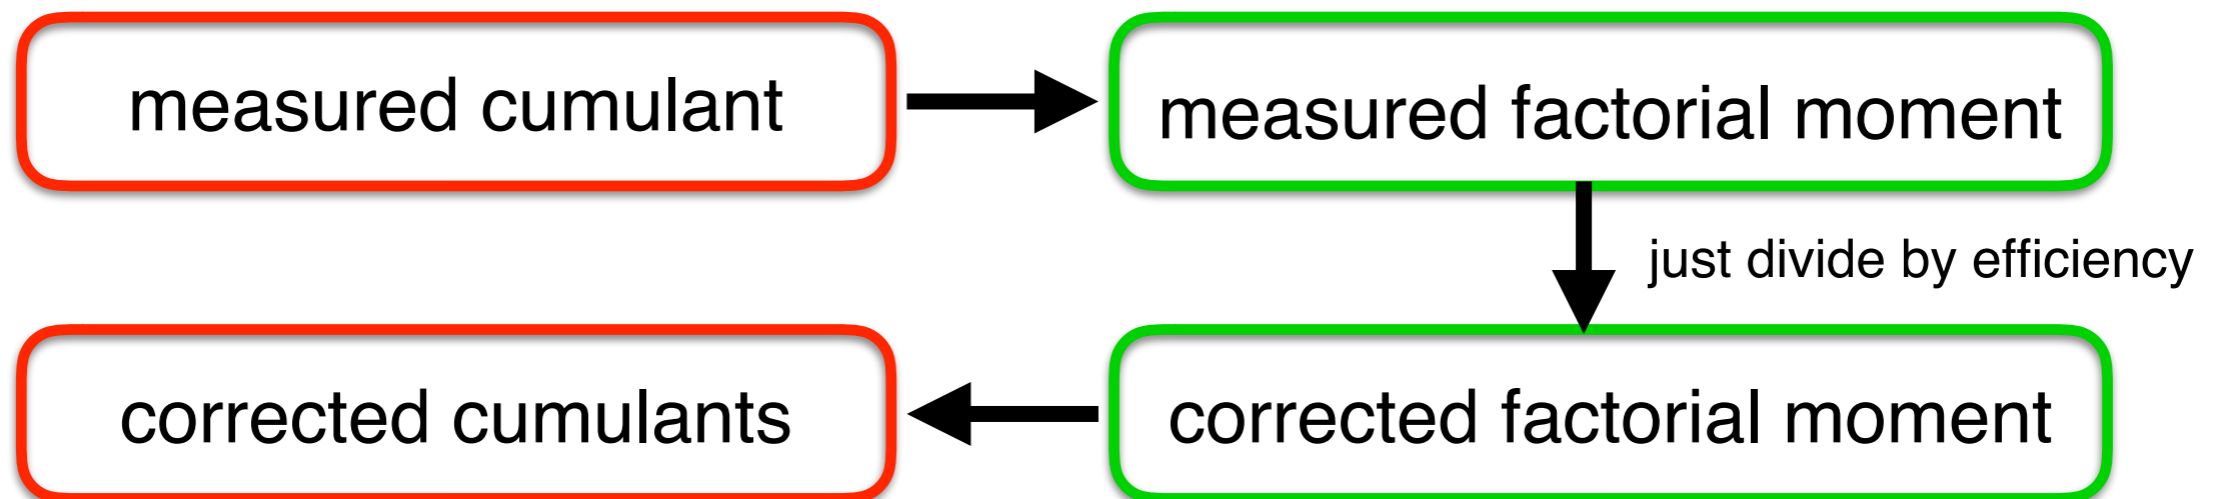 measured cumulant
measured factorial moment
just divide by efficiency
corrected cumulants
corrected factorial moment